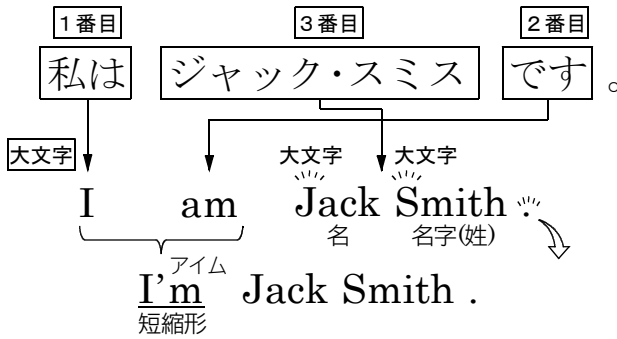 1番目 3番目 2番目
私は ジャック・スミス です 。
大文字 大文字 大文字
I am Jack Smith .
名 名字(姓)
アイム
I'm Jack Smith .
短縮形